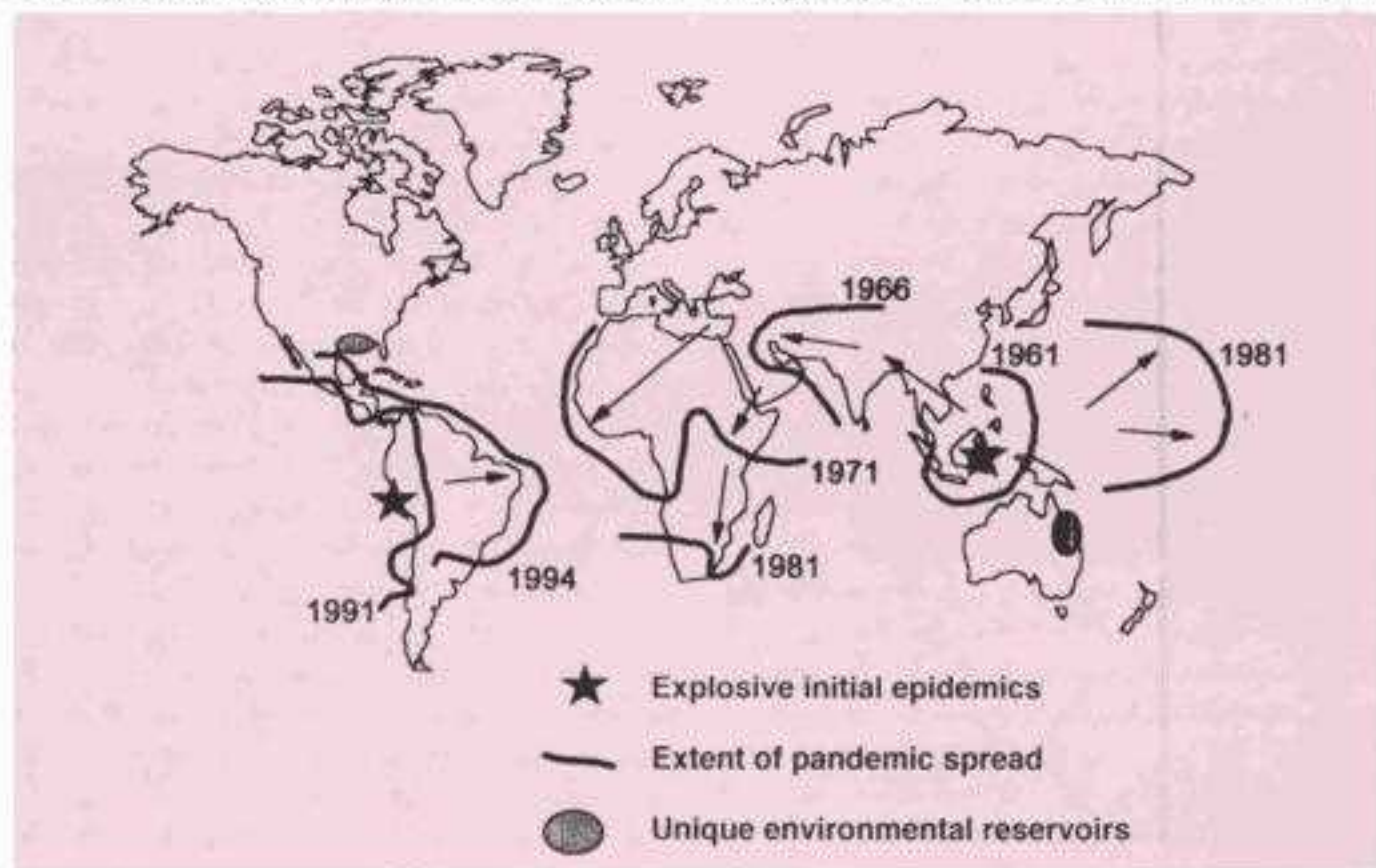 1966
1961
1981
1971
1981
1994
1991
Explosive initial epidemics
Extent of pandemic spread
Unique environmental reservoirs